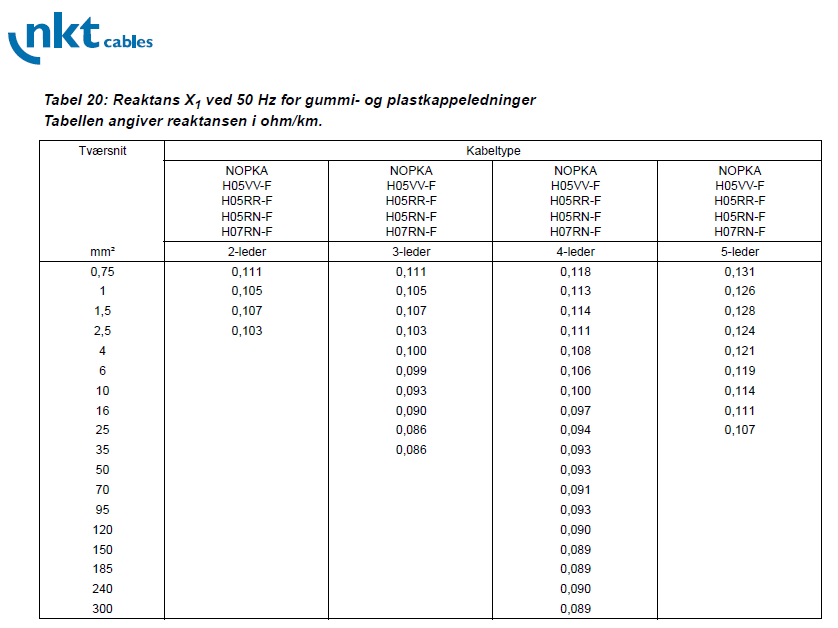 nkt cables
Tabel 20: Reaktans X1 ved 50 Hz for gummi- og plastkappeledninger
Tabellen angiver reaktansen i ohm/km.
Tværsnit Kabeltype
NOPKA NOPKA NOPKA NOPKA
H05VV-F H05VV-F H05VV-F H05VV-F
H05RR-F H05RR-F H05RR-F H05RR-F
H05RN-F H05RN-F H05RN-F H05RN-F
H07RN-F H07RN-F H07RN-F H07RN-F
mm² 2-leder 3-leder 4-leder 5-leder
0,75 0,111 0,111 0,118 0,131
1 0,105 0,105 0,113 0,126
1,5 0,107 0,107 0,114 0,128
2,5 0,103 0,103 0,111 0,124
4 0,100 0,108 0,121
6 0,099 0,106 0,119
10 0,093 0,100 0,114
16 0,090 0,097 0,111
25 0,086 0,094 0,107
35 0,086 0,093
50 0,093
70 0,091
95 0,093
120 0,090
150 0,089
185 0,089
240 0,090
300 0,089